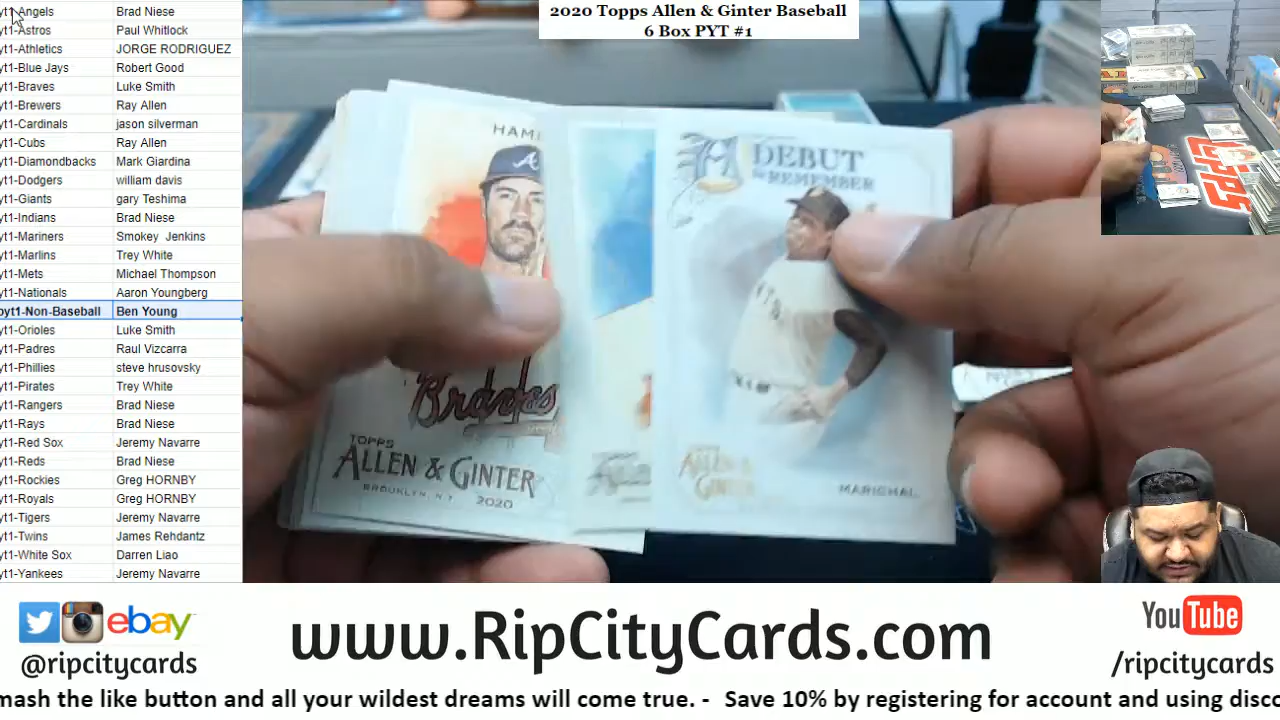 2020 Topps Allen & Ginter Baseball
6 Box PYT #1
yt1-Angels Brad Niese
yt1-Astros Paul Whitlock
yt1-Athletics JORGE RODRIGUEZ
yt1-Blue Jays Robert Good
yt1-Braves Luke Smith
yt1-Brewers Ray Allen
yt1-Cardinals jason silverman
yt1-Cubs Ray Allen
yt1-Diamondbacks Mark Giardina
yt1-Dodgers william davis
yt1-Giants gary Teshima
yt1-Indians Brad Niese
yt1-Mariners Smokey Jenkins
yt1-Marlins Trey White
yt1-Mets Michael Thompson
yt1-Nationals Aaron Youngberg
pyt1-Non-Baseball Ben Young
yt1-Orioles Luke Smith
yt1-Padres Raul Vizcarra
yt1-Phillies steve hrusovsky
yt1-Pirates Trey White
yt1-Rangers Brad Niese
yt1-Rays Brad Niese
yt1-Red Sox Jeremy Navarre
yt1-Reds Brad Niese
yt1-Rockies Greg HORNBY
yt1-Royals Greg HORNBY
yt1-Tigers Jeremy Navarre
yt1-Twins James Rehdantz
yt1-White Sox Darren Liao
yt1-Yankees Jeremy Navarre
HAM
Braves
TOPPS
ALLEN & GINTER
BROOKLYN, N.Y. 2020
A DEBUT
to REMEMBER
ALLEN & GINTER
MARICHAL
TOPPS
ebay
@ripcitycards
www.RipCityCards.com
YouTube
/ripcitycards
mash the like button and all your wildest dreams will come true. - Save 10% by registering for account and using disco